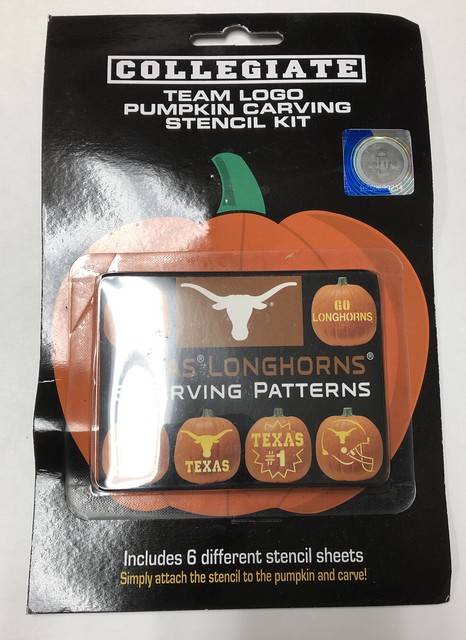 COLLEGIATE
TEAM LOGO
PUMPKIN CARVING
STENCIL KIT
GO
LONGHORNS
LONGHORNS®
PATTERNS
TEXAS
TEXAS
#1
Includes 6 different stencil sheets
Simply attach the stencil to the pumpkin and carve!